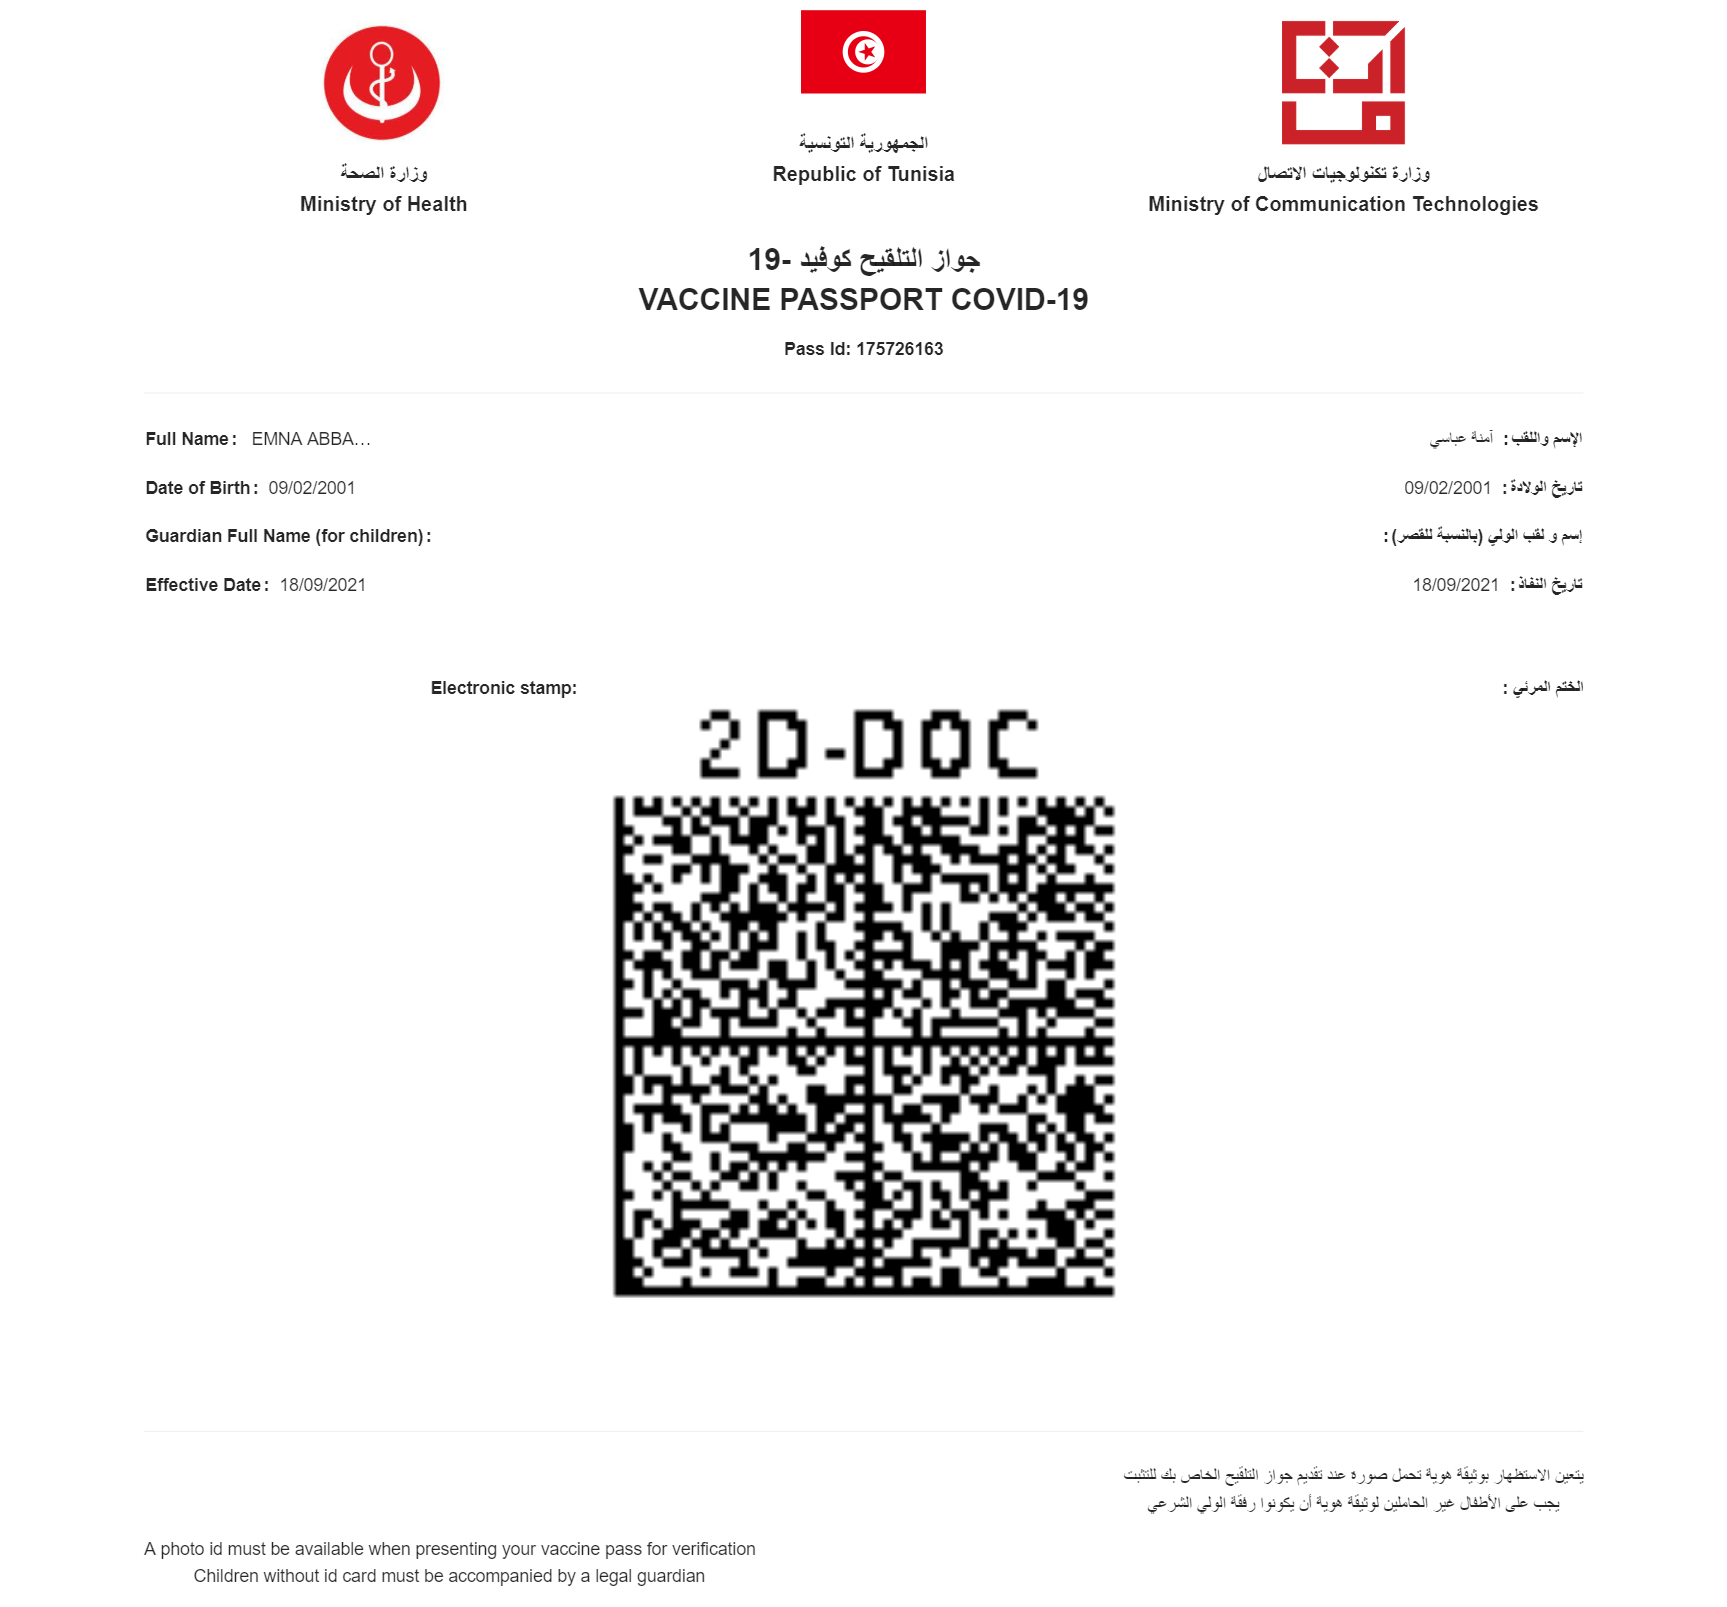 وزارة الصحة
Ministry of Health
الجمهورية التونسية
Republic of Tunisia
وزارة تكنولوجيات الاتصال
Ministry of Communication Technologies
جواز التلقيح كوفيد -19
VACCINE PASSPORT COVID-19
Pass Id: 175726163
Full Name : EMNA ABBA…
الإسم واللقب : آمنة عباسي
Date of Birth : 09/02/2001
تاريخ الولادة : 09/02/2001
Guardian Full Name (for children) :
إسم و لقب الولي (بالنسبة للقصر) :
Effective Date : 18/09/2021
تاريخ النفاذ : 18/09/2021
Electronic stamp:
الختم المرئي :
2D-DOC
يتعين الاستظهار بوثيقة هوية تحمل صورة عند تقديم جواز التلقيح الخاص بك للتثبت
يجب على الأطفال غير الحاملين لوثيقة هوية أن يكونوا رفقة الولي الشرعي
A photo id must be available when presenting your vaccine pass for verification
Children without id card must be accompanied by a legal guardian